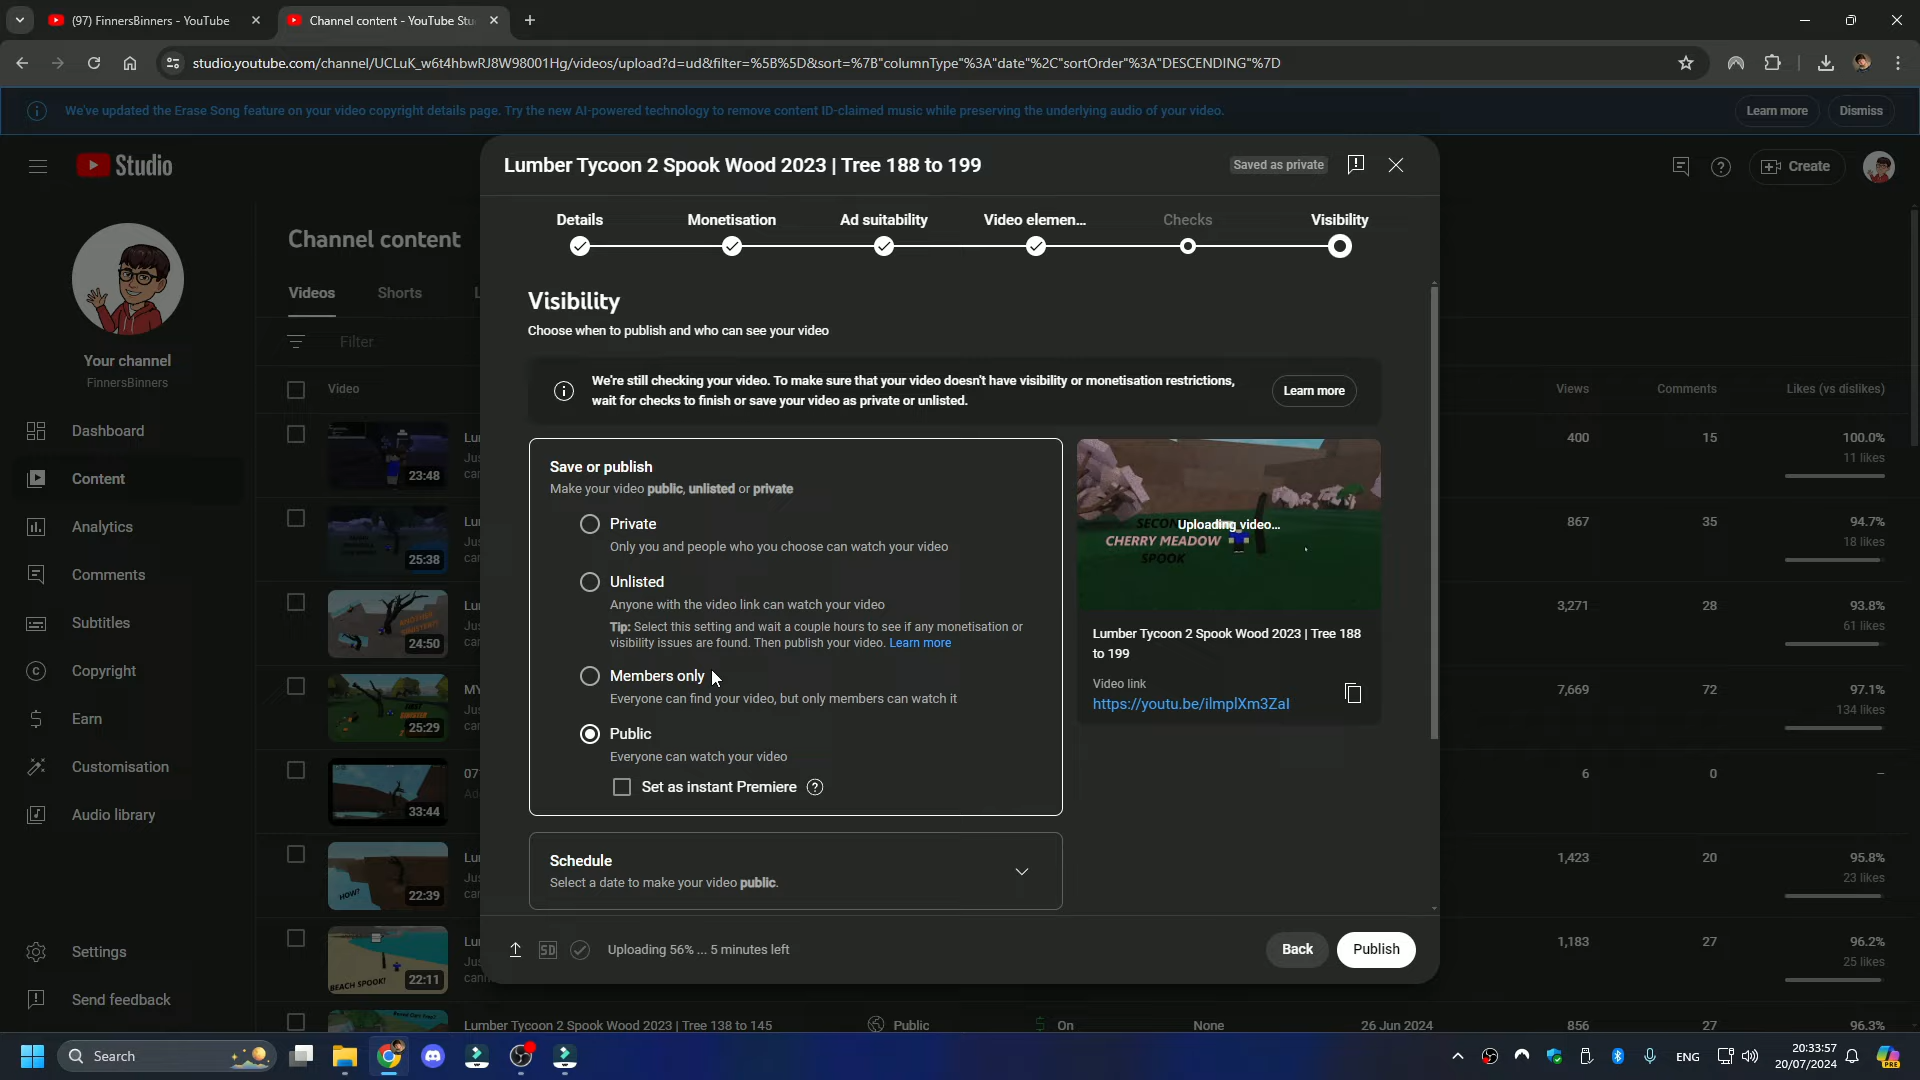 (97) FinnersBinners - YouTube
Channel content - YouTube Stu
studio.youtube.com/channel/UCLuK_w6t4hbwRJ8W98001Hg/videos/upload?d=ud&filter=%5B%5D&sort=%7B"columnType"%3A"date"%2C"sortOrder"%3A"DESCENDING"%7D
We've updated the Erase Song feature on your video copyright details page. Try the new AI-powered technology to remove content ID-claimed music while preserving the underlying audio of your video.
Learn more
Dismiss
Studio
Create
Lumber Tycoon 2 Spook Wood 2023 | Tree 188 to 199
Saved as private
Details
Monetisation
Ad suitability
Video elemen...
Checks
Visibility
Your channel
FinnersBinners
Dashboard
Content
Analytics
Comments
Subtitles
Copyright
Earn
Customisation
Audio library
Settings
Send feedback
Channel content
Videos
Shorts
Filter
Video
Views
Comments
Likes (vs dislikes)
23:48
400
15
100.0%
11 likes
25:38
867
35
94.7%
18 likes
24:50
3,271
28
93.8%
61 likes
25:29
7,669
72
97.1%
134 likes
33:44
07
6
0
–
HOW?
22:39
1,423
20
95.8%
23 likes
BEACH SPOOK!
22:11
1,183
27
96.2%
25 likes
Lumber Tycoon 2 Spook Wood 2023 | Tree 138 to 145
Public
On
None
26 Jun 2024
856
27
96.3%
Visibility
Choose when to publish and who can see your video
We're still checking your video. To make sure that your video doesn't have visibility or monetisation restrictions,
wait for checks to finish or save your video as private or unlisted.
Learn more
Save or publish
Make your video public, unlisted or private
Private
Only you and people who you choose can watch your video
Unlisted
Anyone with the video link can watch your video
Tip: Select this setting and wait a couple hours to see if any monetisation or
visibility issues are found. Then publish your video. Learn more
Members only
Everyone can find your video, but only members can watch it
Public
Everyone can watch your video
Set as instant Premiere
Schedule
Select a date to make your video public.
Uploading video...
CHERRY MEADOW
SPOOK
Lumber Tycoon 2 Spook Wood 2023 | Tree 188
to 199
Video link
https://youtu.be/ilmplXm3Zal
SD
Uploading 56% ... 5 minutes left
Back
Publish
Search
ENG
20:33:57
20/07/2024